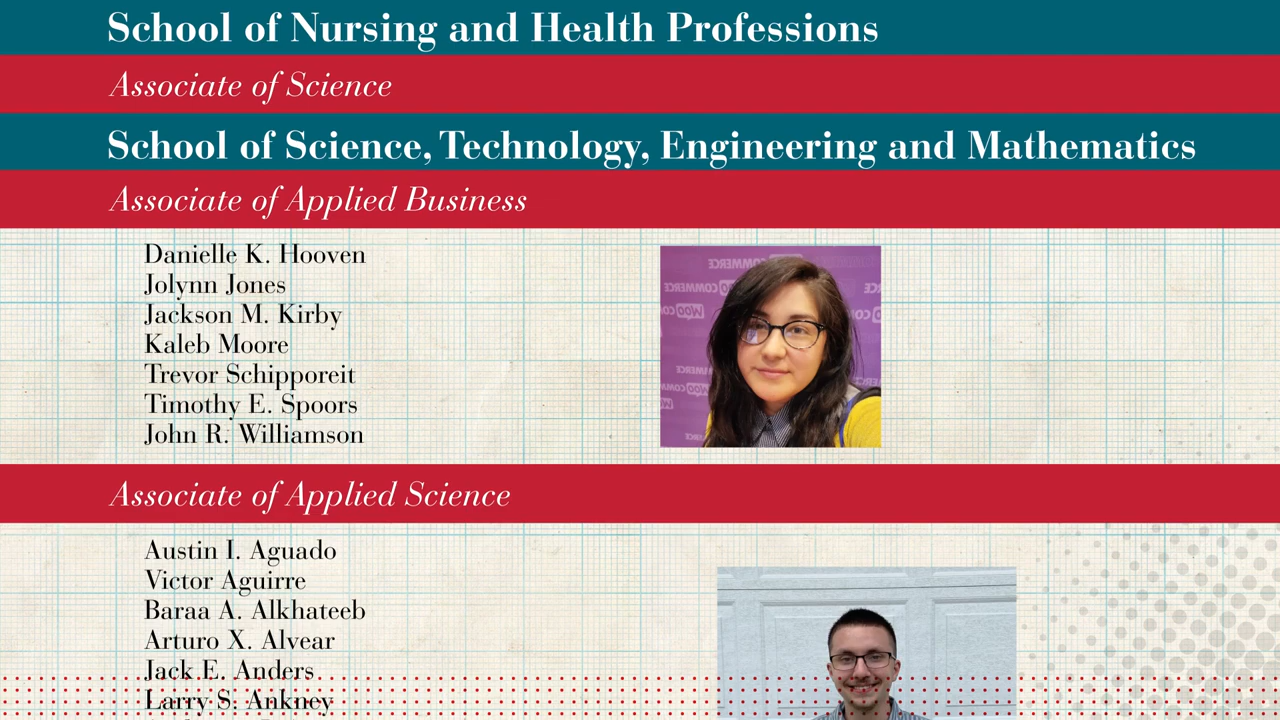 School of Nursing and Health Professions
Associate of Science
School of Science, Technology, Engineering and Mathematics
Associate of Applied Business
Danielle K. Hooven
Jolynn Jones
Jackson M. Kirby
Kaleb Moore
Trevor Schipporeit
Timothy E. Spoors
John R. Williamson
WOO COMMERCE
Associate of Applied Science
Austin I. Aguado
Victor Aguirre
Baraa A. Alkhateeb
Arturo X. Alvear
Jack E. Anders
Larry S. Ankney